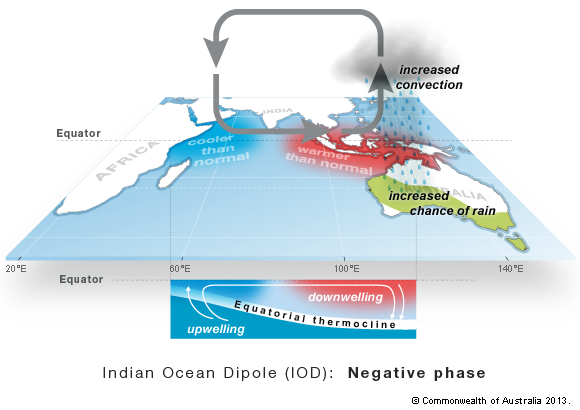 increased
convection
INDIA
Equator
AFRICA
cooler
than
normal
warmer
than normal
AUSTRALIA
increased
chance of rain
20°E
60°E
100°E
140°E
Equator
downwelling
Equatorial thermocline
upwelling
Indian Ocean Dipole (IOD): Negative phase
© Commonwealth of Australia 2013.